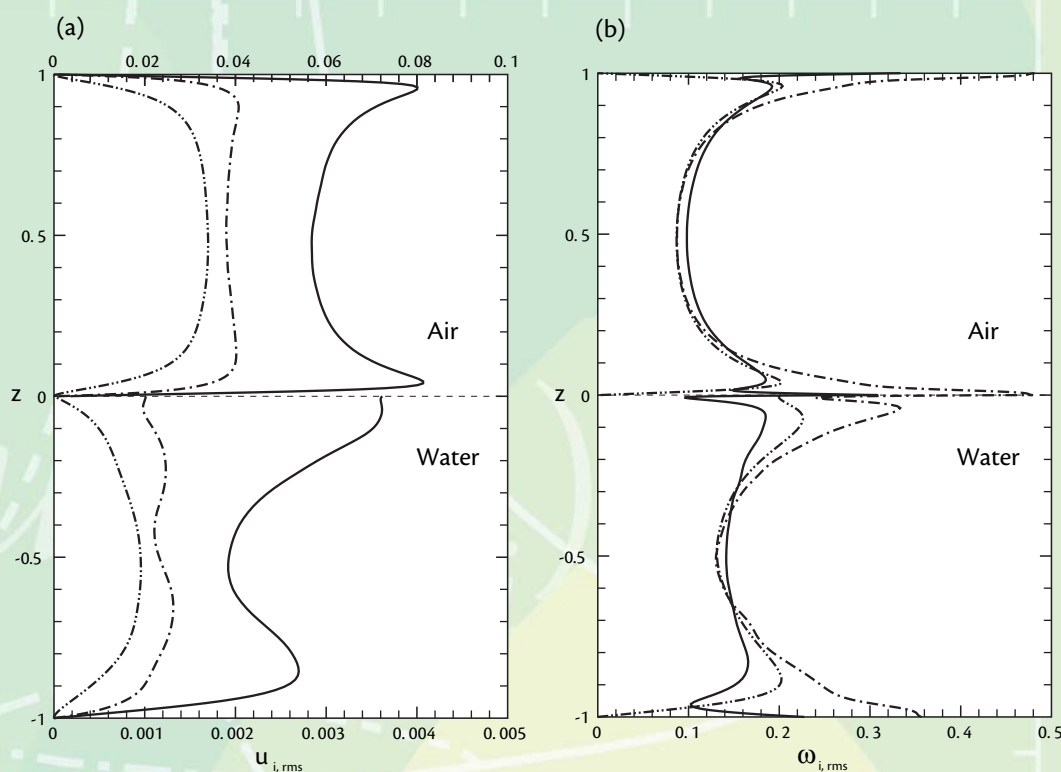 (a)
(b)
0 0.02 0.04 0.06 0.08 0.1
1 1
0.5 0.5
Air Air
z 0 z 0
Water Water
-0.5 -0.5
-1 -1
0 0.001 0.002 0.003 0.004 0.005
0 0.1 0.2 0.3 0.4 0.5
u i, rms
ω i, rms